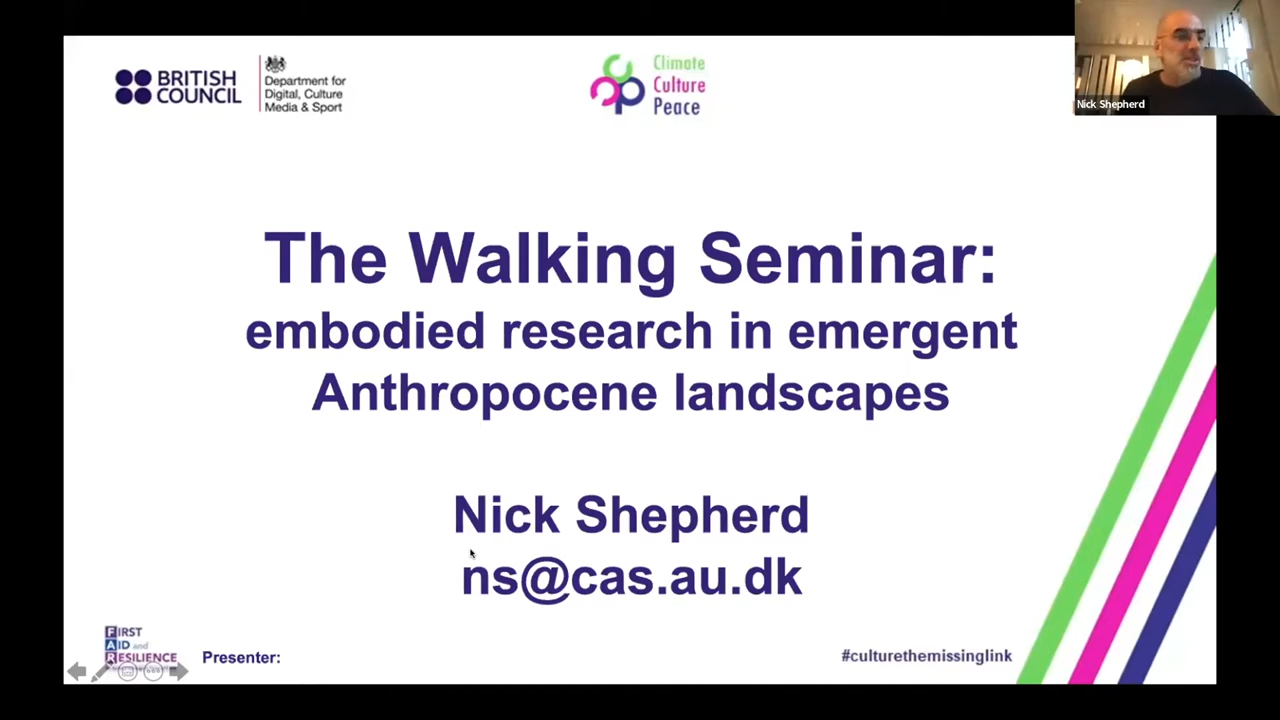 BRITISH
COUNCIL
Department for
Digital, Culture
Media & Sport
Climate
Culture
Peace
Nick Shepherd
The Walking Seminar:
embodied research in emergent
Anthropocene landscapes
Nick Shepherd
ns@cas.au.dk
FIRST
AID and
RESILIENCE
Presenter:
#culturethemissinglink